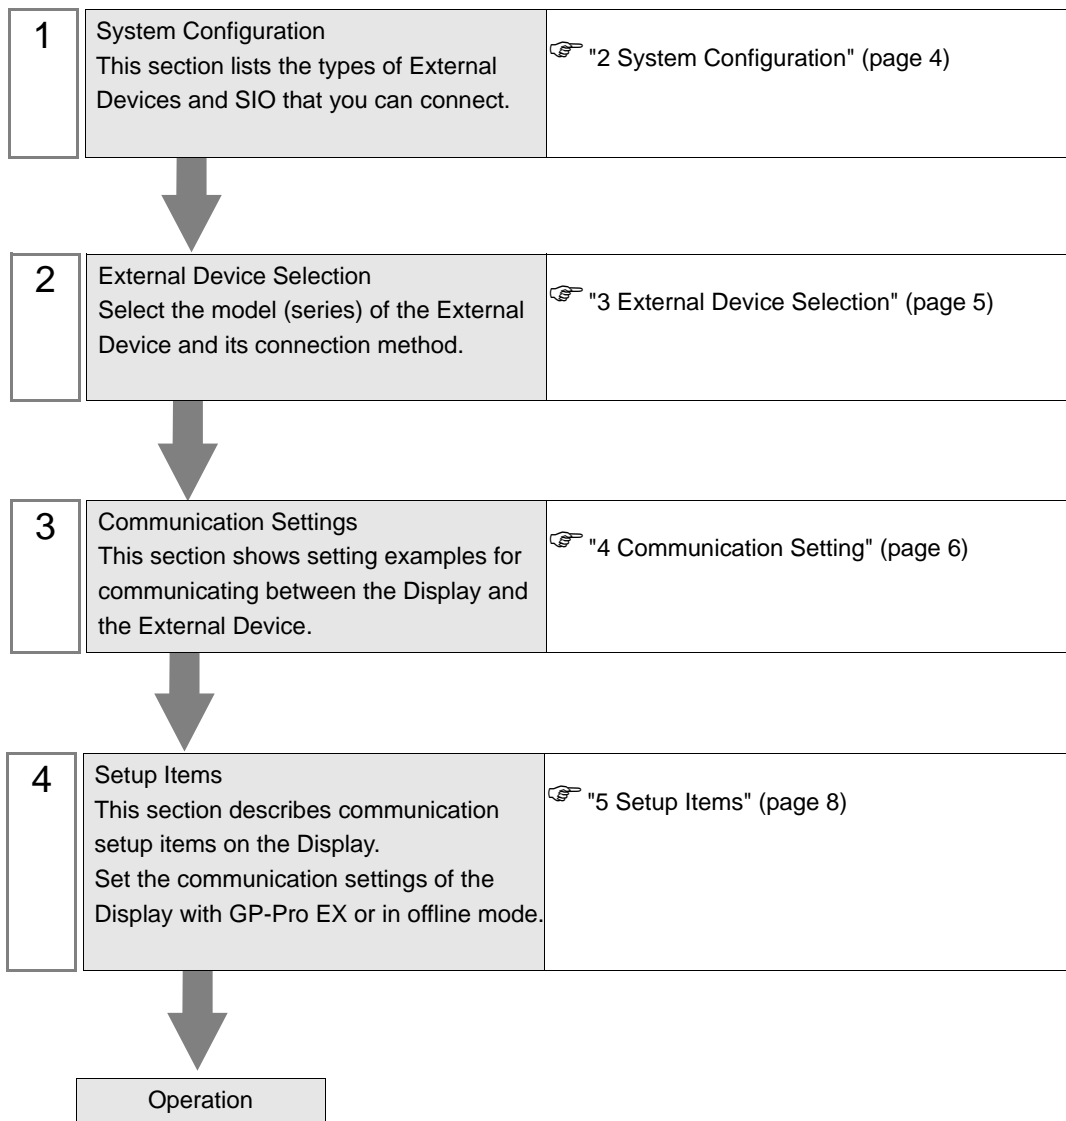 1
System Configuration
This section lists the types of External
Devices and SIO that you can connect.
"2 System Configuration" (page 4)
2
External Device Selection
Select the model (series) of the External
Device and its connection method.
"3 External Device Selection" (page 5)
3
Communication Settings
This section shows setting examples for
communicating between the Display and
the External Device.
"4 Communication Setting" (page 6)
4
Setup Items
This section describes communication
setup items on the Display.
Set the communication settings of the
Display with GP-Pro EX or in offline mode.
"5 Setup Items" (page 8)
Operation